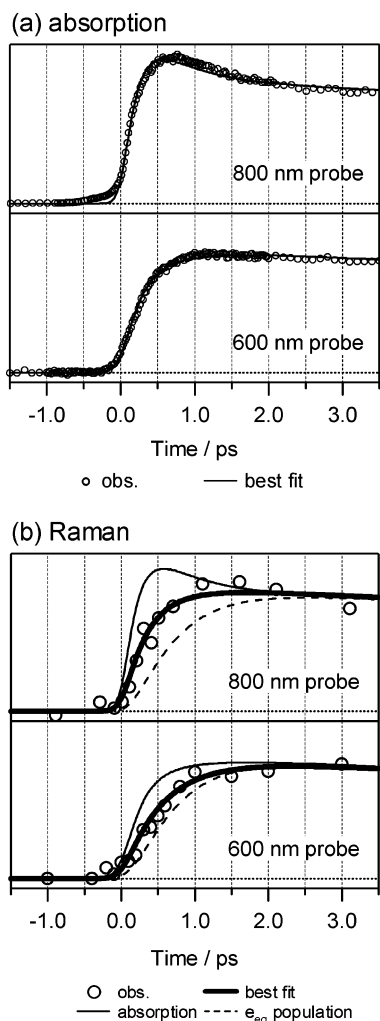 (a) absorption
800 nm probe
600 nm probe
-1.0 0.0 1.0 2.0 3.0
Time / ps
obs. best fit
(b) Raman
800 nm probe
600 nm probe
-1.0 0.0 1.0 2.0 3.0
Time / ps
obs. best fit
absorption e_eq population